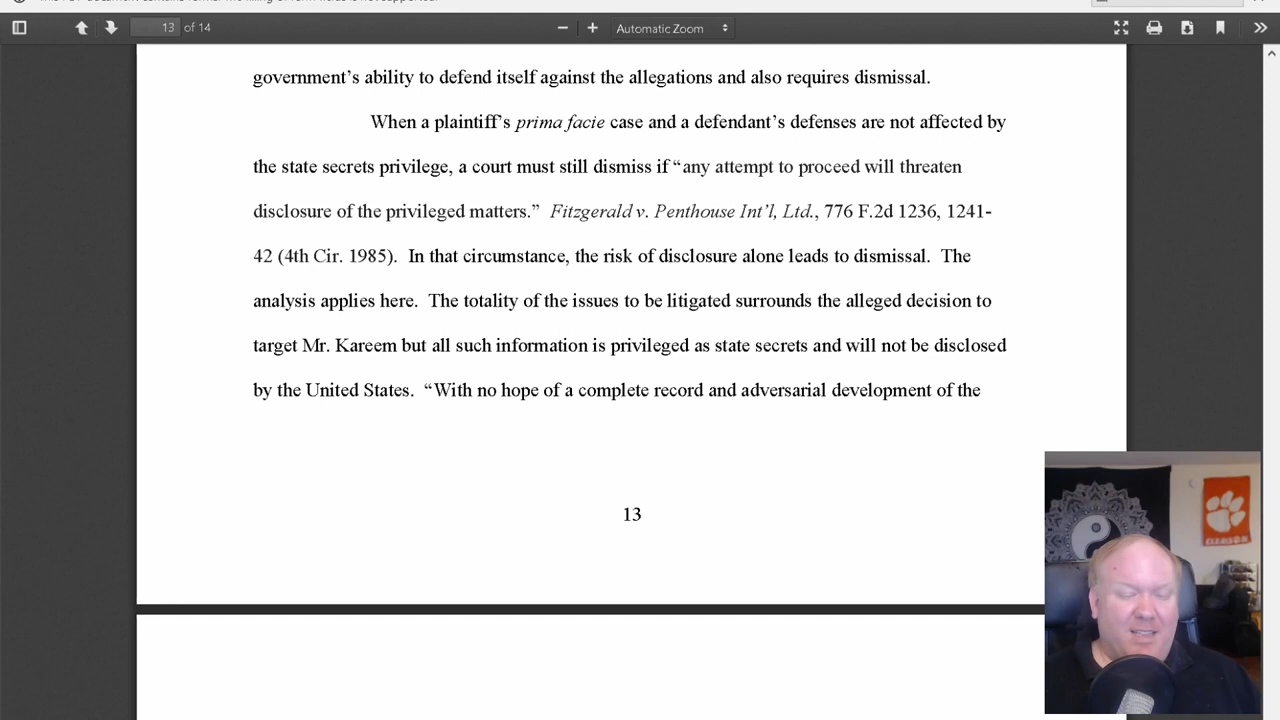 13 of 14
Automatic Zoom
government’s ability to defend itself against the allegations and also requires dismissal.
When a plaintiff’s prima facie case and a defendant’s defenses are not affected by
the state secrets privilege, a court must still dismiss if “any attempt to proceed will threaten
disclosure of the privileged matters.”  Fitzgerald v. Penthouse Int’l, Ltd., 776 F.2d 1236, 1241-
42 (4th Cir. 1985).  In that circumstance, the risk of disclosure alone leads to dismissal.  The
analysis applies here.  The totality of the issues to be litigated surrounds the alleged decision to
target Mr. Kareem but all such information is privileged as state secrets and will not be disclosed
by the United States.  “With no hope of a complete record and adversarial development of the
13
CLEMSON